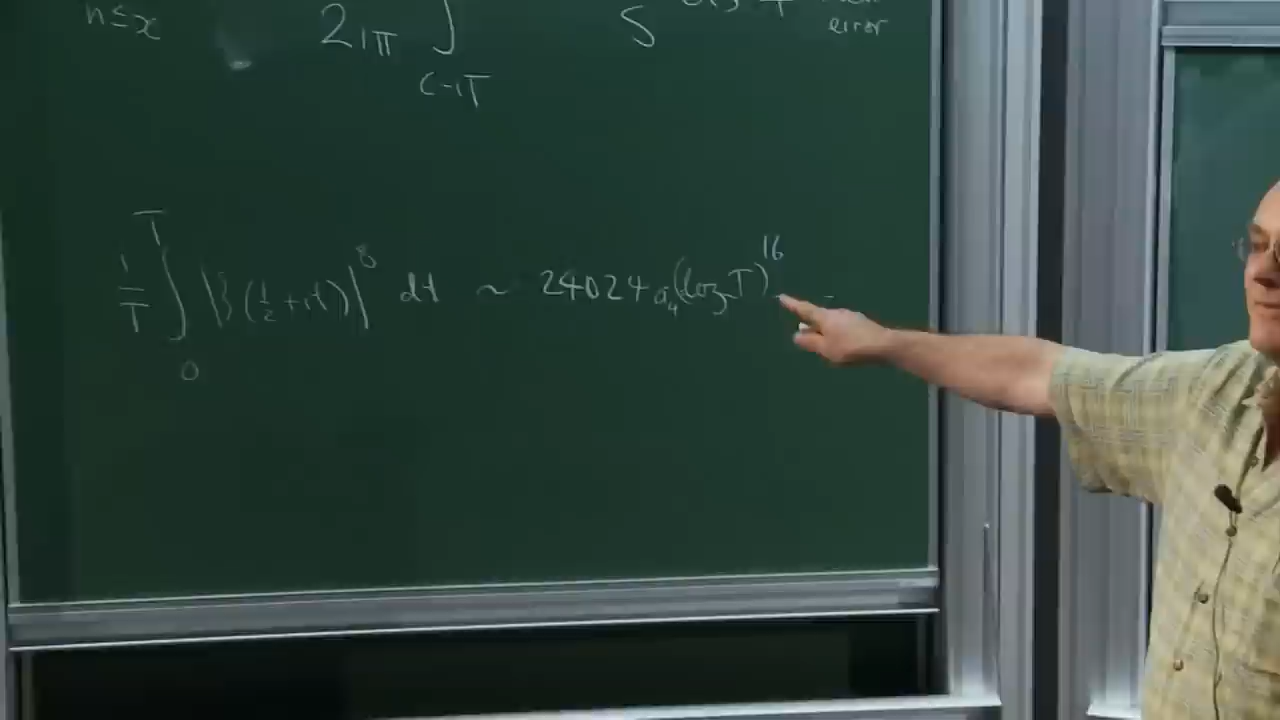 n ≤ x
2iπ ∫
s
error
c-iT
1/T ∫₀ᵀ |ζ(1/2+it)|⁸ dt ~ 24024 a₄(log T)¹⁶